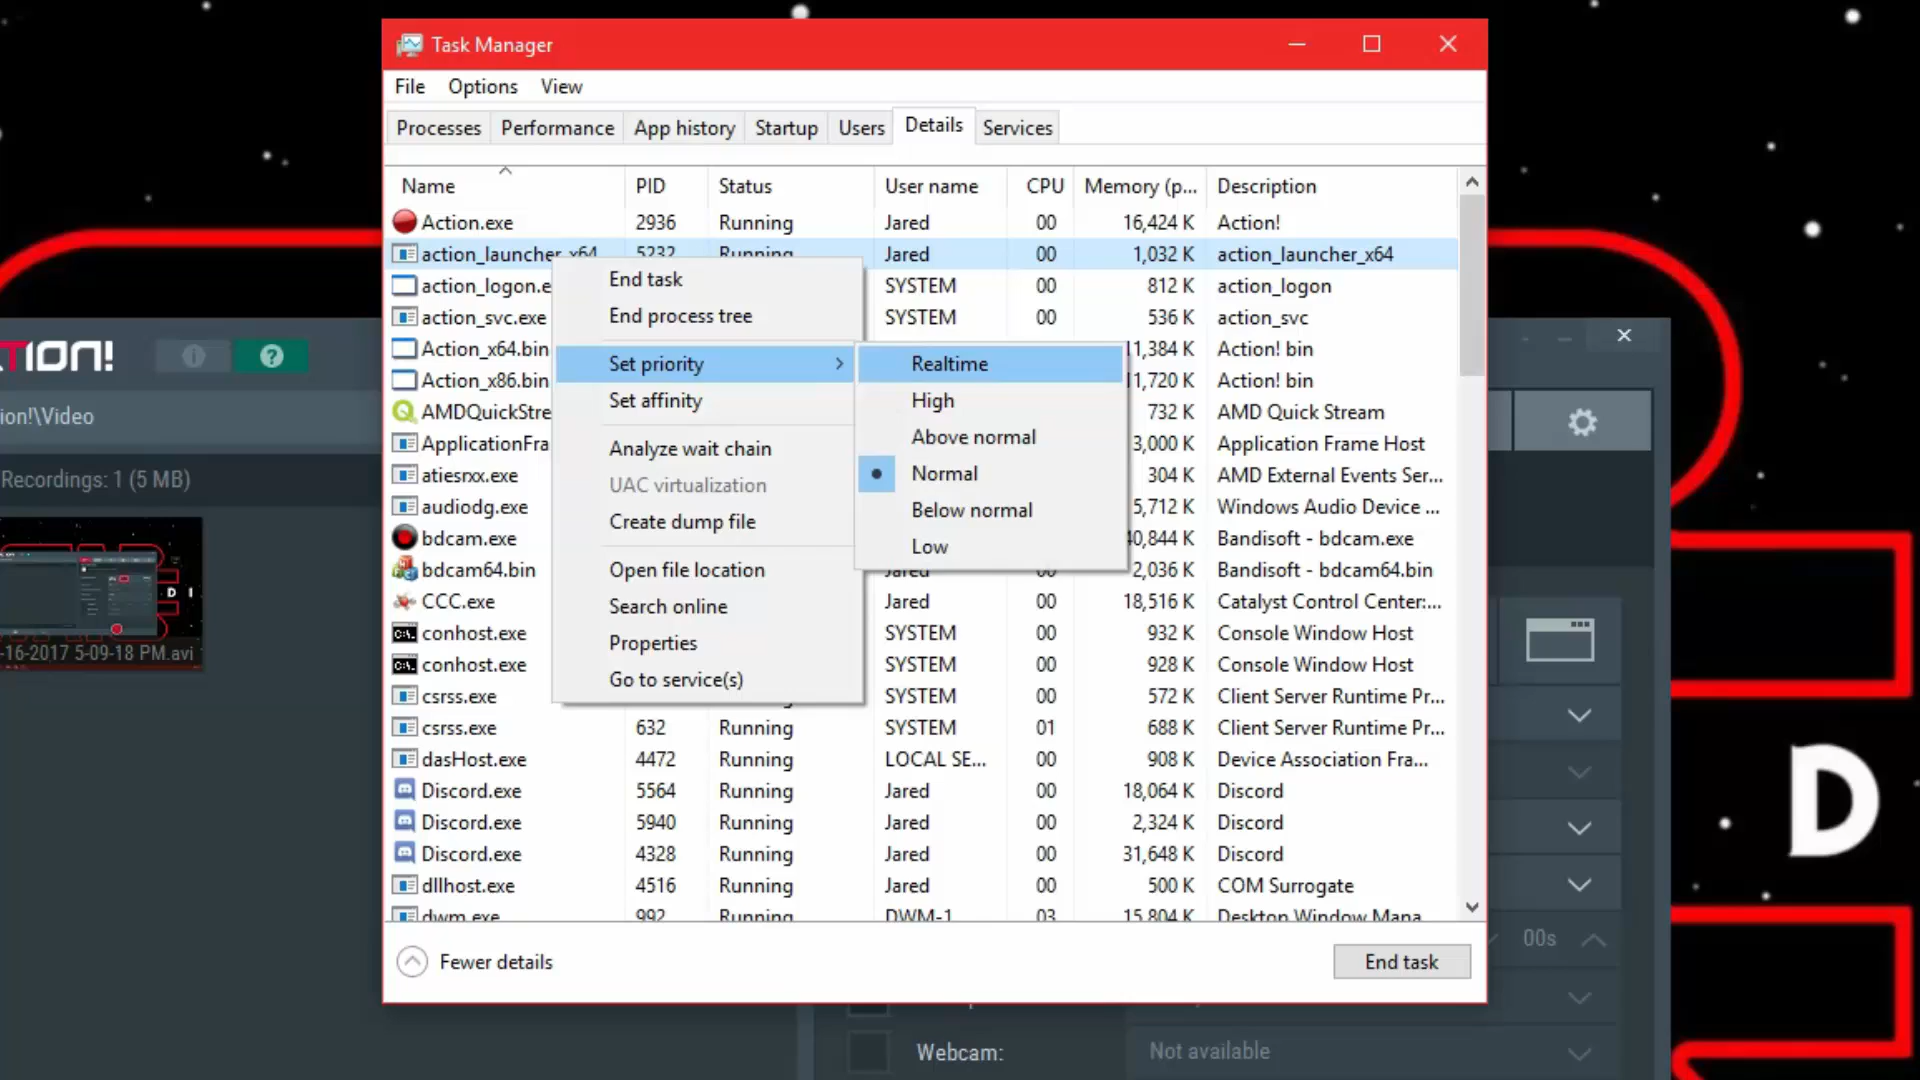 Task Manager
File Options View
Processes Performance App history Startup Users Details Services
Name PID Status User name CPU Memory (p... Description
Action.exe 2936 Running Jared 00 16,424 K Action!
action_launcher_x64 5232 Running Jared 00 1,032 K action_launcher_x64
action_logon.e SYSTEM 00 812 K action_logon
action_svc.exe SYSTEM 00 536 K action_svc
Action_x64.bin 11,384 K Action! bin
Action_x86.bin 11,720 K Action! bin
AMDQuickStre 732 K AMD Quick Stream
ApplicationFra 3,000 K Application Frame Host
atiesrxx.exe 304 K AMD External Events Ser...
audiodg.exe 5,712 K Windows Audio Device ...
bdcam.exe 40,844 K Bandisoft - bdcam.exe
bdcam64.bin Jared 00 2,036 K Bandisoft - bdcam64.bin
CCC.exe Jared 00 18,516 K Catalyst Control Center:...
conhost.exe SYSTEM 00 932 K Console Window Host
conhost.exe SYSTEM 00 928 K Console Window Host
csrss.exe SYSTEM 00 572 K Client Server Runtime Pr...
csrss.exe 632 Running SYSTEM 01 688 K Client Server Runtime Pr...
dasHost.exe 4472 Running LOCAL SE... 00 908 K Device Association Fra...
Discord.exe 5564 Running Jared 00 18,064 K Discord
Discord.exe 5940 Running Jared 00 2,324 K Discord
Discord.exe 4328 Running Jared 00 31,648 K Discord
dllhost.exe 4516 Running Jared 00 500 K COM Surrogate
dwm.exe 992 Running DWM-1 03 15,804 K Desktop Window Mana
End task
End process tree
Set priority
Set affinity
Analyze wait chain
UAC virtualization
Create dump file
Open file location
Search online
Properties
Go to service(s)
Realtime
High
Above normal
Normal
Below normal
Low
Fewer details End task
TION!
ion!\Video
Recordings: 1 (5 MB)
-16-2017 5-09-18 PM.avi
00s
Webcam: Not available
D